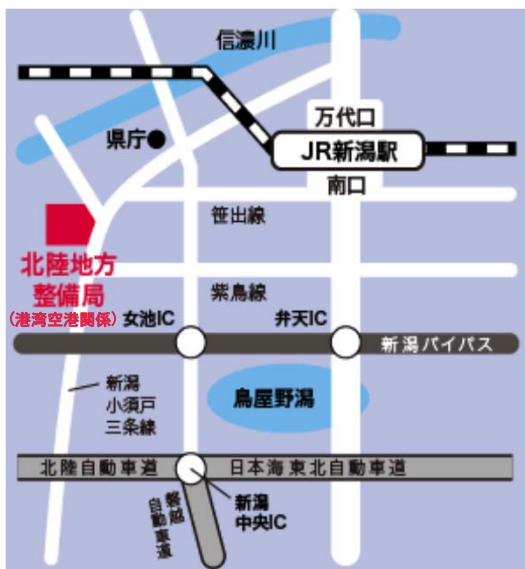 信濃川
万代口
県庁
JR新潟駅
南口
笹出線
北陸地方
整備局
(港湾空港関係)
紫鳥線
女池IC
弁天IC
新潟バイパス
新潟
小須戸
三条線
鳥屋野潟
北陸自動車道
日本海東北自動車道
新潟
中央IC
磐越
自動車道